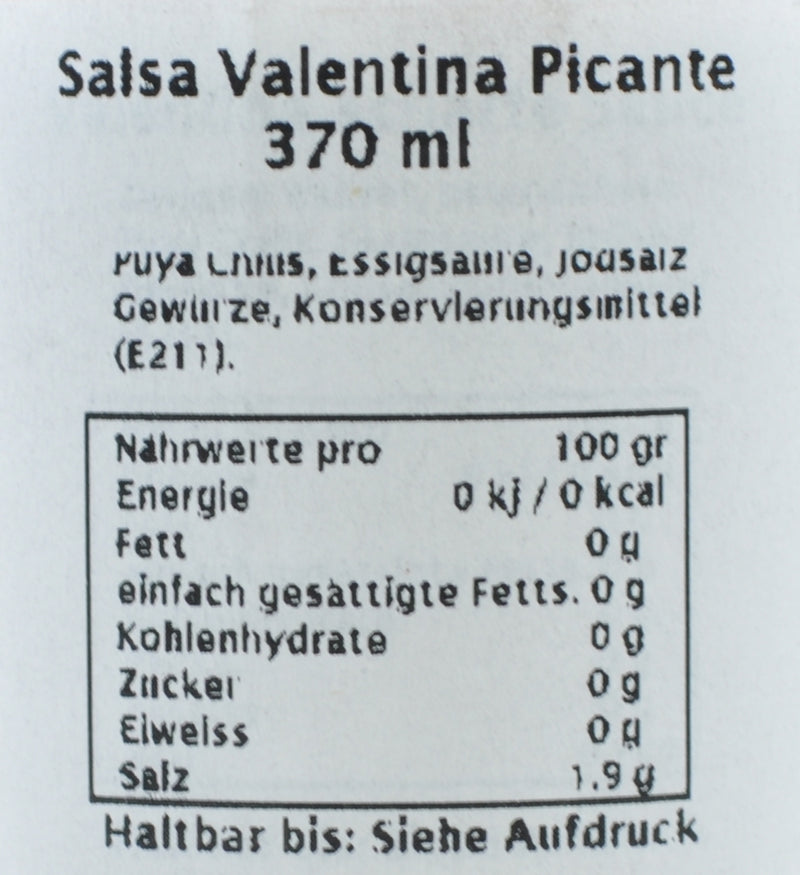 Salsa Valentina Picante
370 ml
Puya Chilis, Essigsäure, Jodsalz
Gewürze, Konservierungsmittel
(E211).
Nährwerte pro 100 gr
Energie 0 kj / 0 kcal
Fett 0 g
einfach gesättigte Fetts. 0 g
Kohlenhydrate 0 g
Zucker 0 g
Eiweiss 0 g
Salz 1.9 g
Haltbar bis: Siehe Aufdruck